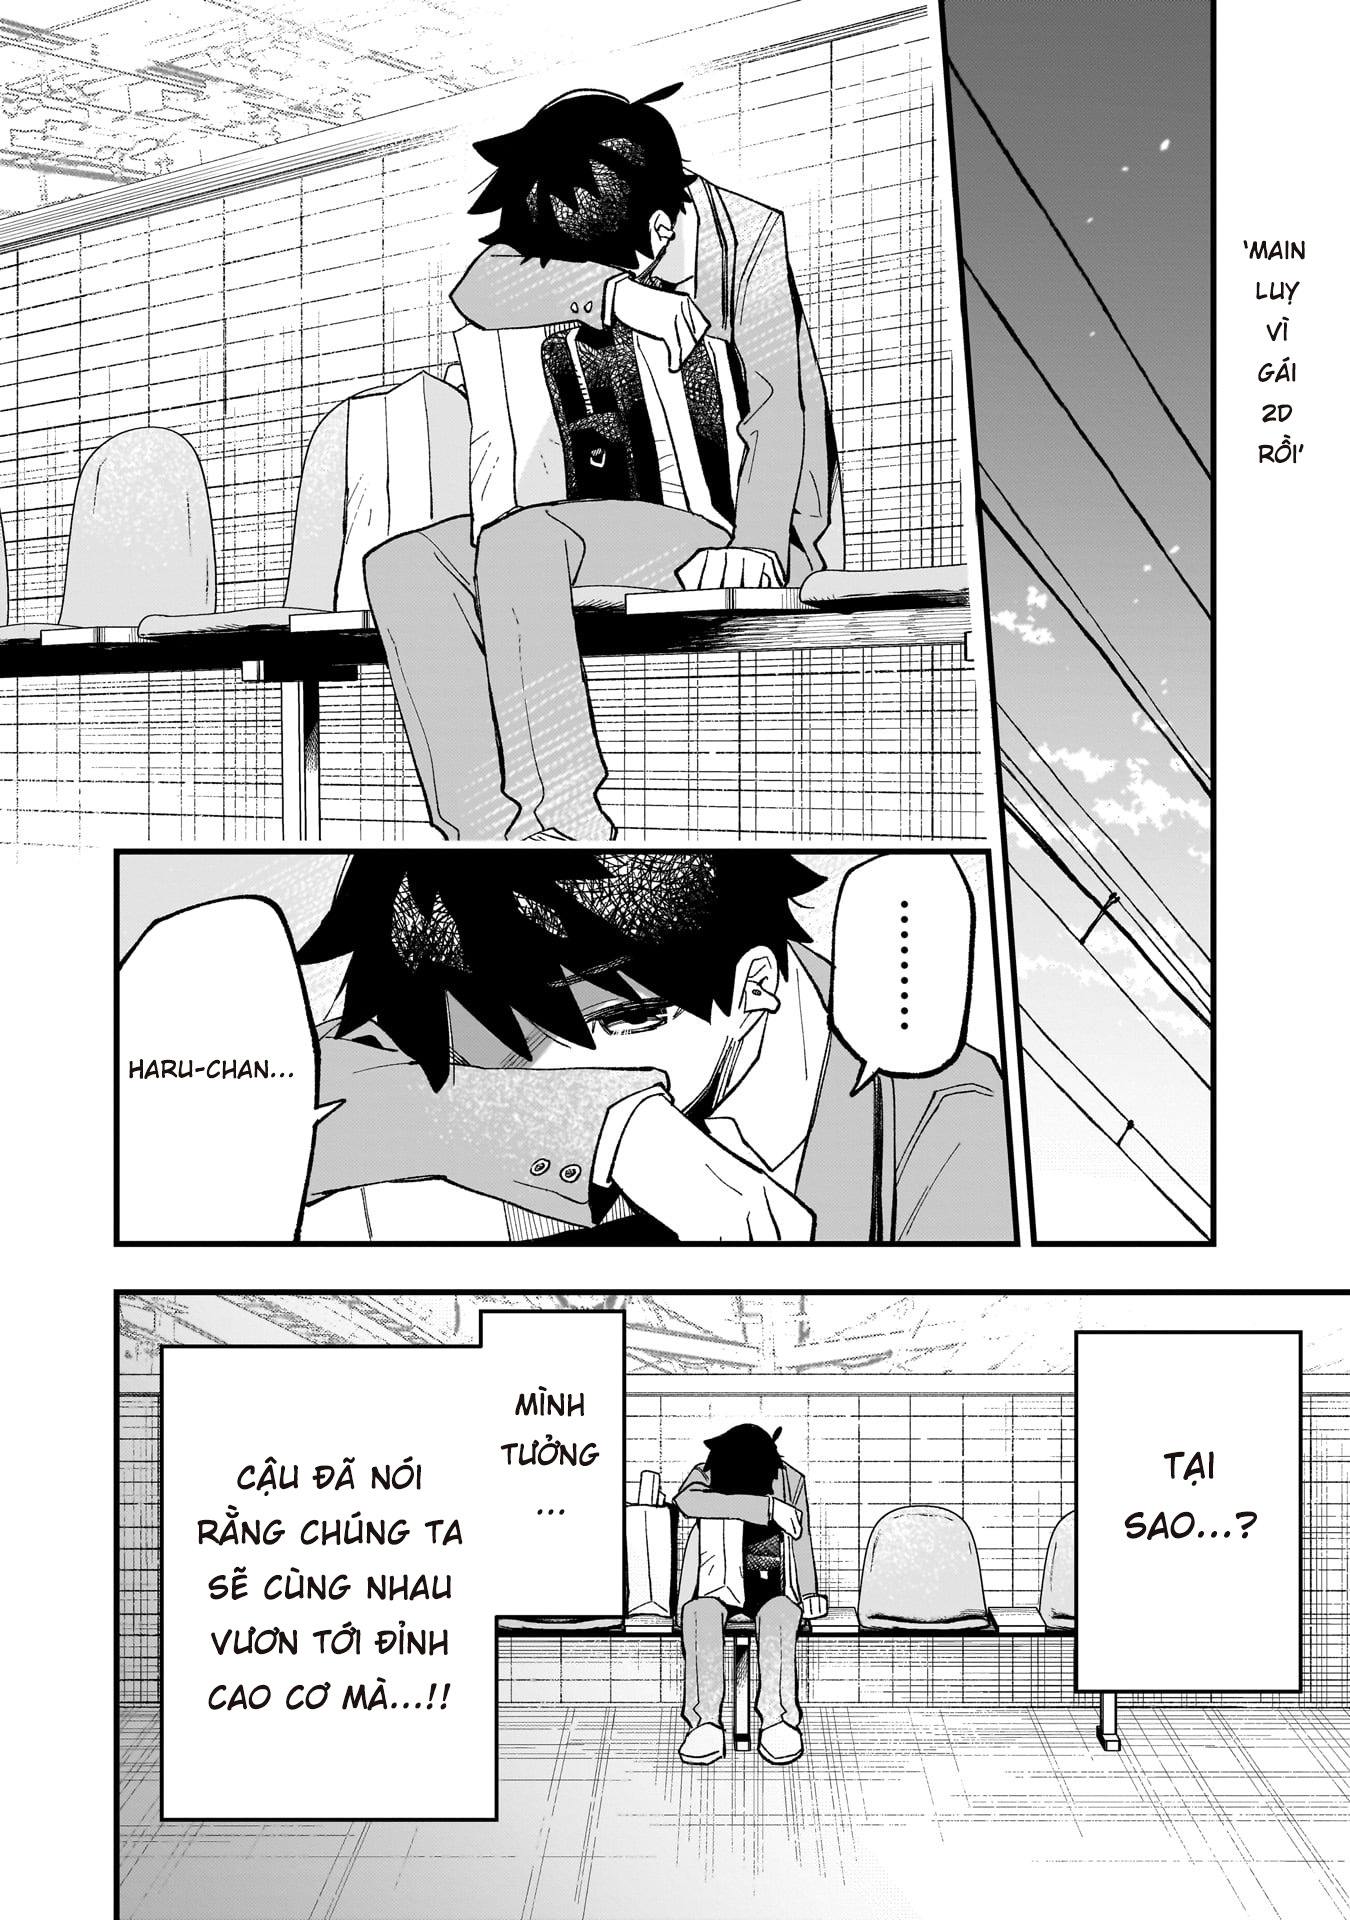 'MAIN
LUỴ
VÌ
GÁI
2D
RỒI'
.........
HARU-CHAN...
TẠI
SAO...?
MÌNH
TƯỞNG
...
CẬU ĐÃ NÓI
RẰNG CHÚNG TA
SẼ CÙNG NHAU
VƯƠN TỚI ĐỈNH
CAO CƠ MÀ...!!